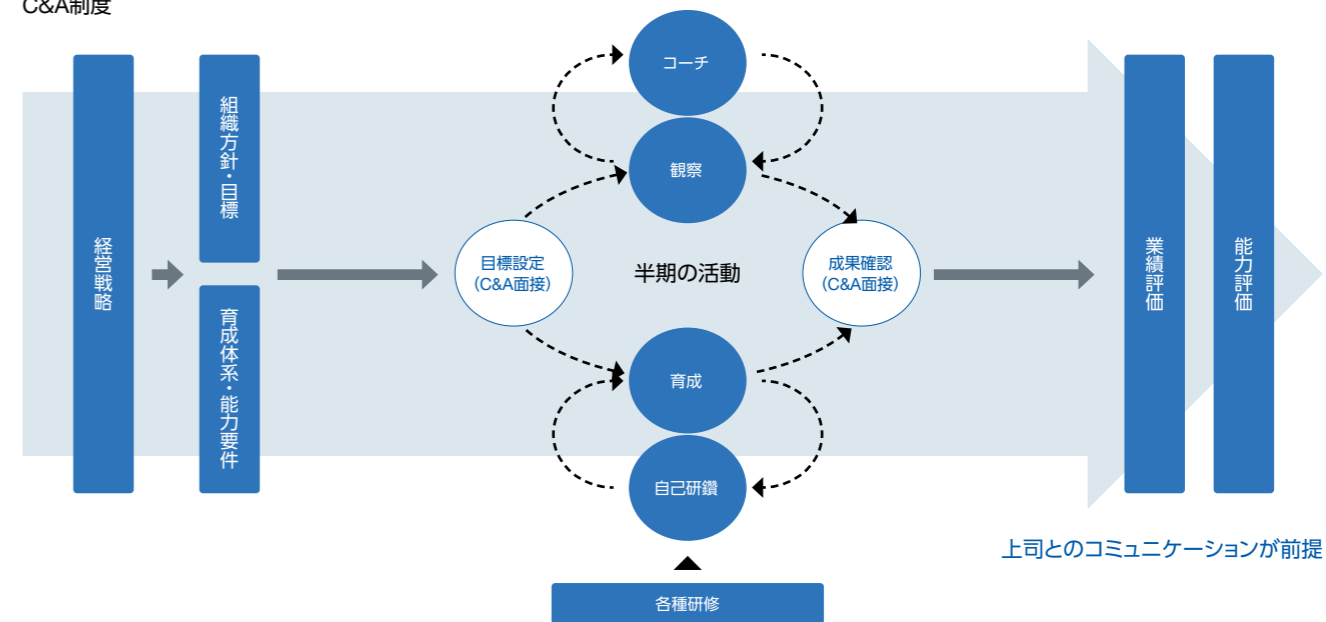 C&A制度
経営戦略
組織方針・目標
育成体系・能力要件
目標設定
(C&A面接)
コーチ
観察
半期の活動
育成
自己研鑽
各種研修
成果確認
(C&A面接)
業績評価
能力評価
上司とのコミュニケーションが前提